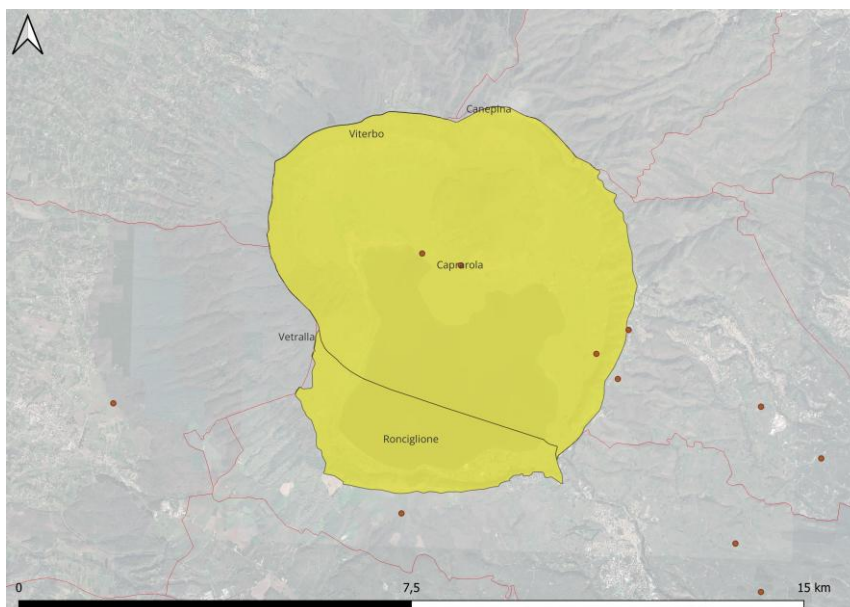 Canepina
Viterbo
Caprarola
Vetralla
Ronciglione
0 7,5 15 km